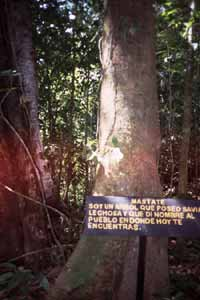 MASTATE
SOY UN ARBOL QUE POSEO SAVIA
LECHOSA Y QUE DI NOMBRE AL
PUEBLO EN DONDE HOY TE
ENCUENTRAS.